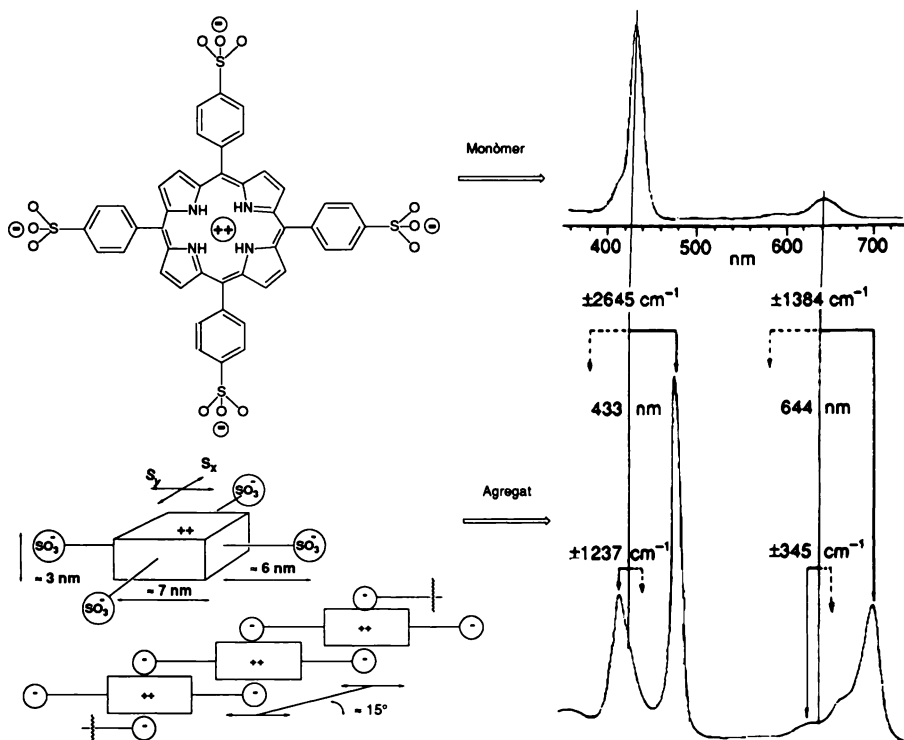 ⊖
O O O
S
NH HN
NH HN
++
O
S
O
⊖
O
O
S
O
O
⊖
S
O O O
⊖
Monòmer
400 500 600 700
nm
±2645 cm⁻¹ ±1384 cm⁻¹
433 nm 644 nm
Sy Sx
SO₃⁻
++
SO₃⁻ SO₃⁻
SO₃⁻
≈ 3 nm
≈ 7 nm
≈ 6 nm
Agregat
±1237 cm⁻¹ ±345 cm⁻¹
-
- ++ -
- ++ -
- ++ -
-
≈ 15°